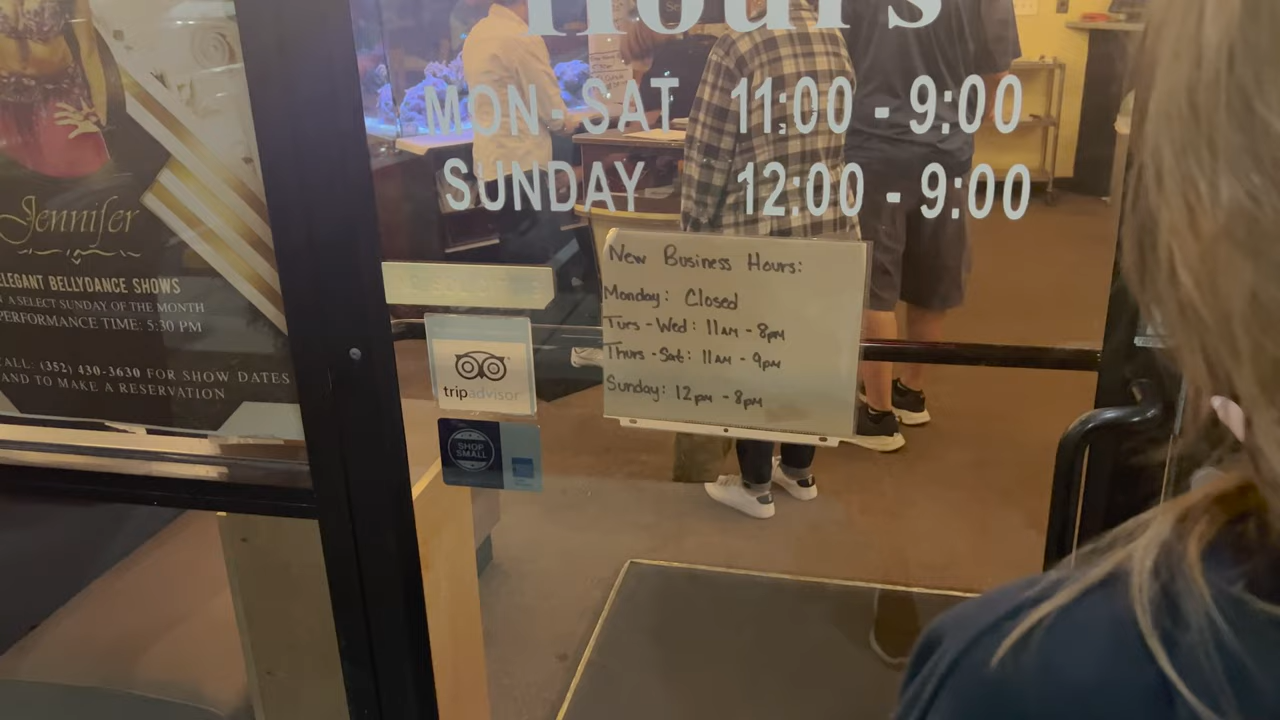 Hours
MON - SAT 11:00 - 9:00
SUNDAY 12:00 - 9:00
New Business Hours:
Monday: Closed
Tues - Wed: 11AM - 8pm
Thurs - Sat: 11AM - 9pm
Sunday: 12pm - 8pm
tripadvisor
SHOP
SMALL
Jennifer
ELEGANT BELLYDANCE SHOWS
A SELECT SUNDAY OF THE MONTH
PERFORMANCE TIME: 5:30 PM
CALL: (352) 430-3630 FOR SHOW DATES
AND TO MAKE A RESERVATION